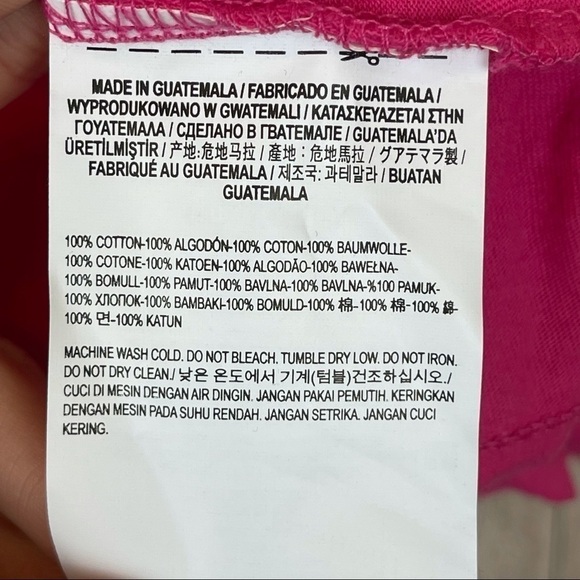 MADE IN GUATEMALA / FABRICADO EN GUATEMALA /
WYPRODUKOWANO W GWATEMALI / ΚΑΤΑΣΚΕΥΑΖΕΤΑΙ ΣΤΗΝ
ΓΟΥΑΤΕΜΑΛΑ / СДЕЛАНО В ГВАТЕМАЛЕ / GUATEMALA'DA
ÜRETİLMİŞTİR / 产地:危地马拉 / 產地：危地馬拉 / グアテマラ製 /
FABRIQUÉ AU GUATEMALA / 제조국: 과테말라 / BUATAN
GUATEMALA
100% COTTON-100% ALGODÓN-100% COTON-100% BAUMWOLLE-
100% COTONE-100% KATOEN-100% ALGODÃO-100% BAWEŁNA-
100% BOMULL-100% PAMUT-100% BAVLNA-100% BAVLNA-%100 PAMUK-
100% ХЛОПОК-100% ΒΑΜΒΑΚΙ-100% BOMULD-100% 棉-100% 棉-100% 綿-
100% 면-100% KATUN
MACHINE WASH COLD. DO NOT BLEACH. TUMBLE DRY LOW. DO NOT IRON.
DO NOT DRY CLEAN./ 낮은 온도에서 기계(텀블)건조하십시오./
CUCI DI MESIN DENGAN AIR DINGIN. JANGAN PAKAI PEMUTIH. KERINGKAN
DENGAN MESIN PADA SUHU RENDAH. JANGAN SETRIKA. JANGAN CUCI
KERING.